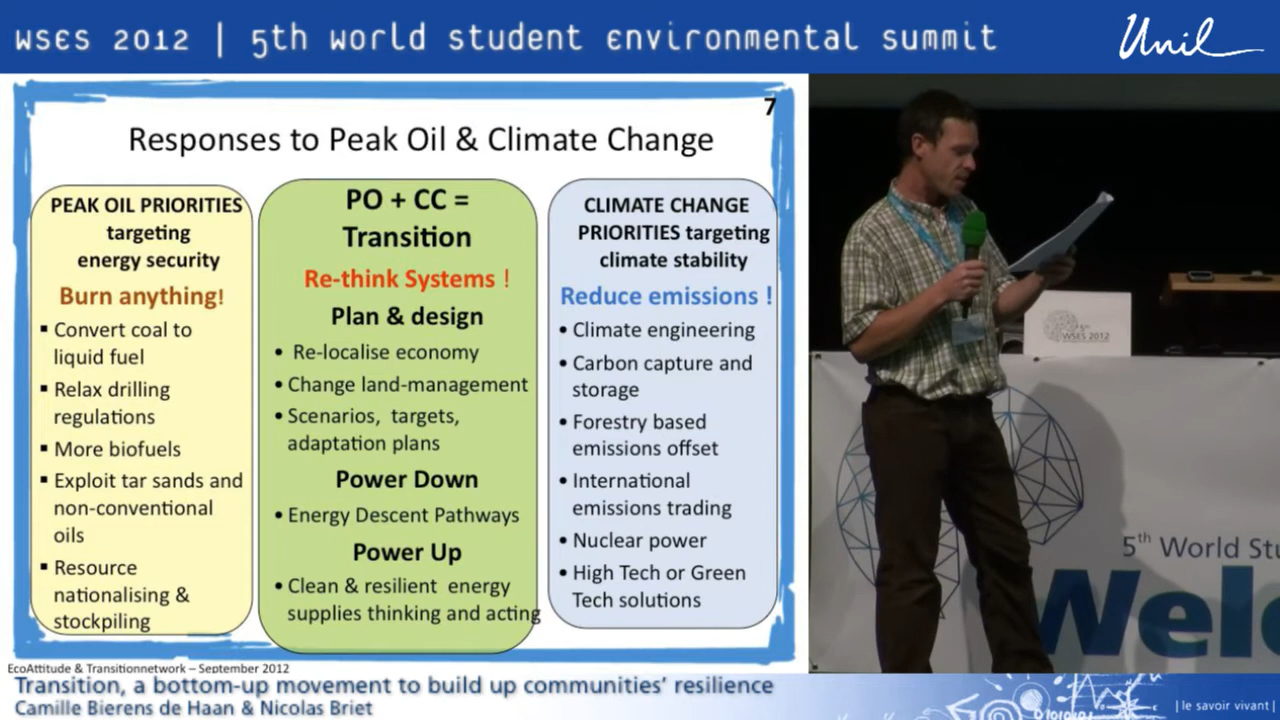 WSES 2012 | 5th world student environmental summit
Unil
7
Responses to Peak Oil & Climate Change
PEAK OIL PRIORITIES
targeting
energy security
Burn anything!
▪ Convert coal to
liquid fuel
▪ Relax drilling
regulations
▪ More biofuels
▪ Exploit tar sands and
non-conventional
oils
▪ Resource
nationalising &
stockpiling
PO + CC =
Transition
Re-think Systems !
Plan & design
• Re-localise economy
• Change land-management
• Scenarios, targets,
adaptation plans
Power Down
• Energy Descent Pathways
Power Up
• Clean & resilient energy
supplies thinking and acting
CLIMATE CHANGE
PRIORITIES targeting
climate stability
Reduce emissions !
• Climate engineering
• Carbon capture and
storage
• Forestry based
emissions offset
• International
emissions trading
• Nuclear power
• High Tech or Green
Tech solutions
5th
WSES 2012
5th World Stu
Welc
EcoAttitude & Transitionnetwork – September 2012
Transition, a bottom-up movement to build up communities' resilience
Camille Bierens de Haan & Nicolas Briet
| le savoir vivant |